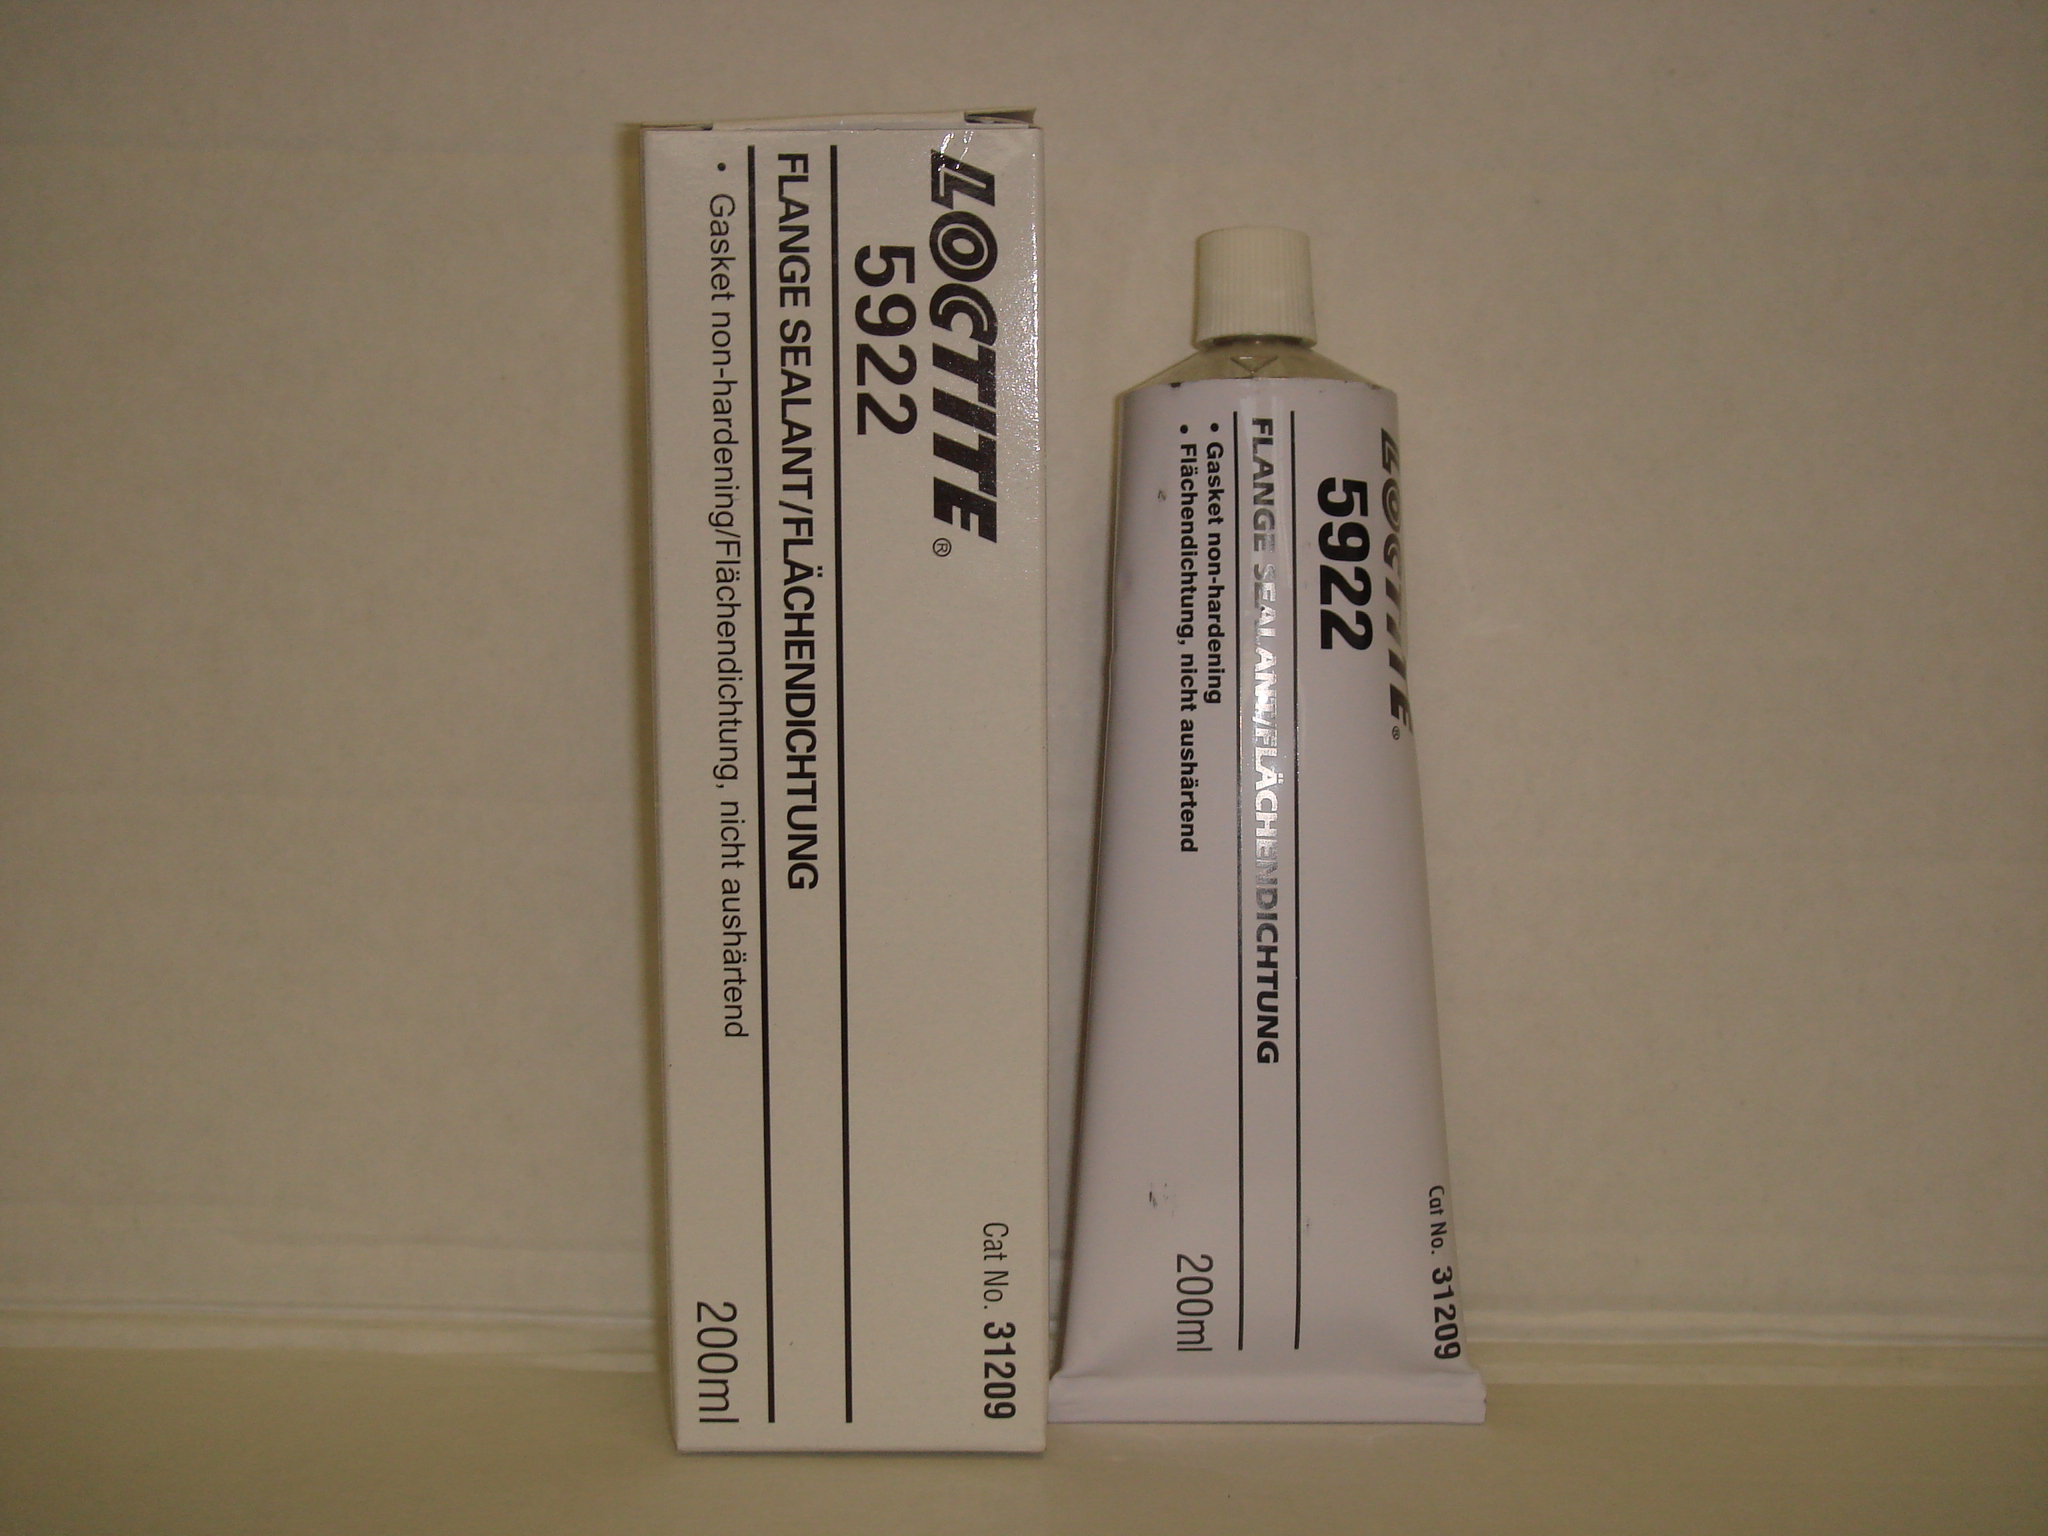 LOCTITE®
5922
FLANGE SEALANT/FLÄCHENDICHTUNG
• Gasket non-hardening/Flächendichtung, nicht aushärtend
Cat No. 31209
200ml
LOCTITE®
5922
FLANGE SEALANT/FLÄCHENDICHTUNG
• Gasket non-hardening
• Flächendichtung, nicht aushärtend
Cat No. 31209
200ml